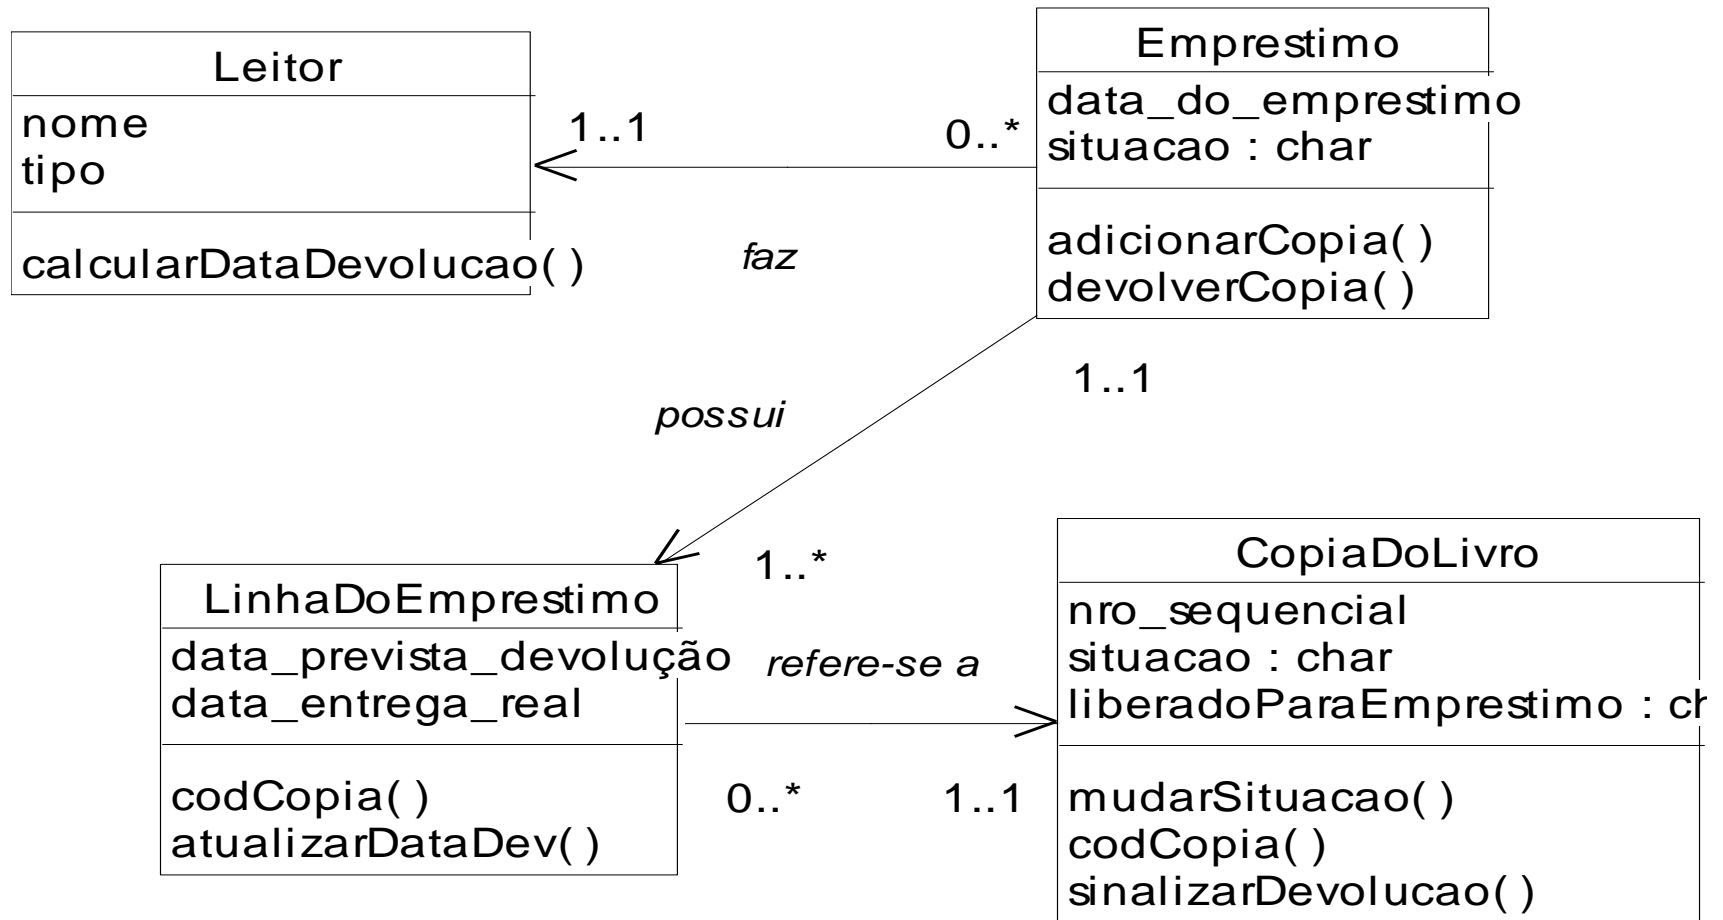 Leitor
nome
tipo
calcularDataDevolucao( )
1..1
0..*
faz
Emprestimo
data_do_emprestimo
situacao : char
adicionarCopia( )
devolverCopia( )
1..1
possui
1..*
LinhaDoEmprestimo
data_prevista_devolução
data_entrega_real
codCopia( )
atualizarDataDev( )
refere-se a
0..*
1..1
CopiaDoLivro
nro_sequencial
situacao : char
liberadoParaEmprestimo : ch
mudarSituacao( )
codCopia( )
sinalizarDevolucao( )